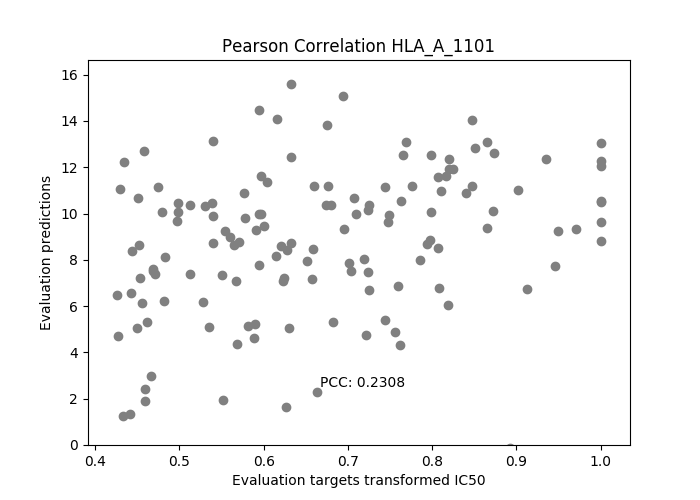 Pearson Correlation HLA_A_1101
16
14
12
10
8
6
4
2
0
Evaluation predictions
PCC: 0.2308
0.4 0.5 0.6 0.7 0.8 0.9 1.0
Evaluation targets transformed IC50